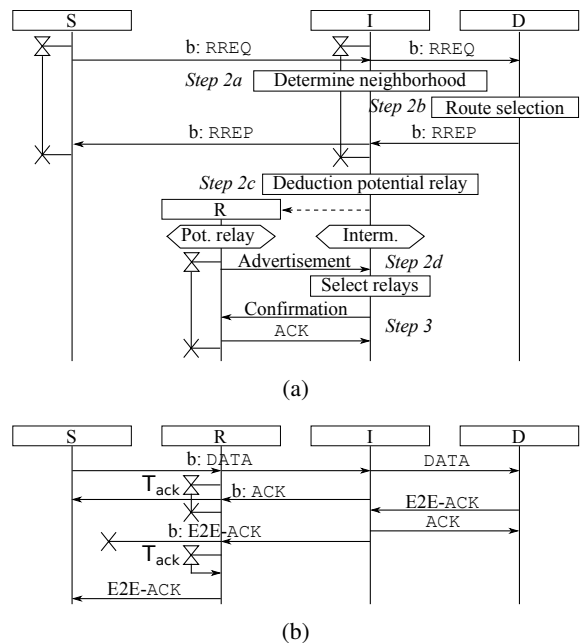 S I D
b: RREQ b: RREQ
Step 2a Determine neighborhood
Step 2b Route selection
b: RREP b: RREP
Step 2c Deduction potential relay
R
Pot. relay Interm.
Advertisement Step 2d
Select relays
Confirmation
ACK Step 3
(a)
S R I D
b: DATA DATA
Tack b: ACK
E2E-ACK
ACK
b: E2E-ACK
Tack
E2E-ACK
(b)